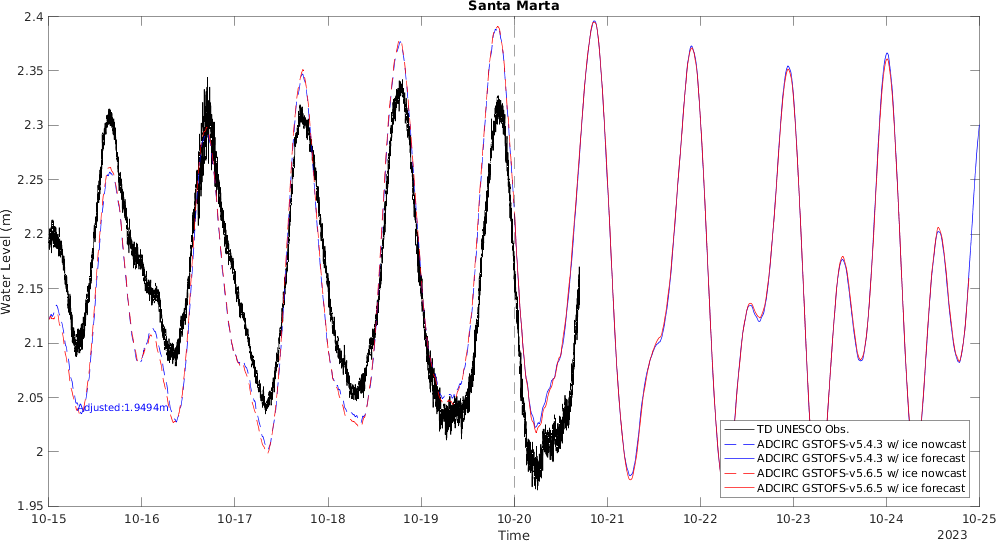 Santa Marta
2.4
2.35
2.3
2.25
2.2
2.15
2.1
2.05
2
1.95
Water Level (m)
Adjusted:1.9494m
TD UNESCO Obs.
ADCIRC GSTOFS-v5.4.3 w/ ice nowcast
ADCIRC GSTOFS-v5.4.3 w/ ice forecast
ADCIRC GSTOFS-v5.6.5 w/ ice nowcast
ADCIRC GSTOFS-v5.6.5 w/ ice forecast
10-15 10-16 10-17 10-18 10-19 10-20 10-21 10-22 10-23 10-24 10-25
Time
2023